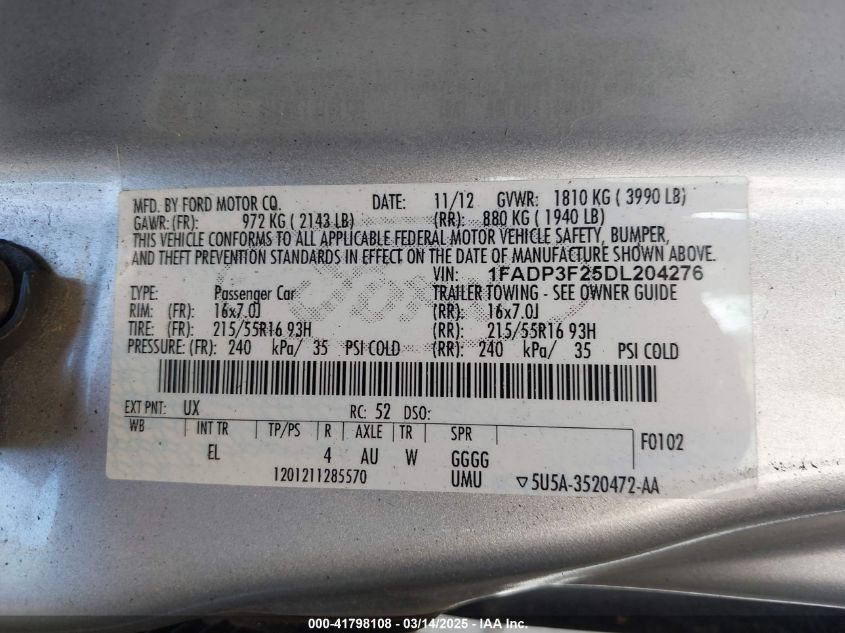 MFD. BY FORD MOTOR CO. DATE: 11/12 GVWR: 1810 KG ( 3990 LB)
GAWR: (FR): 972 KG ( 2143 LB) (RR): 880 KG ( 1940 LB)
THIS VEHICLE CONFORMS TO ALL APPLICABLE FEDERAL MOTOR VEHICLE SAFETY, BUMPER,
AND THEFT PREVENTION STANDARDS IN EFFECT ON THE DATE OF MANUFACTURE SHOWN ABOVE.
VIN: 1FADP3F25DL204276
TYPE: Passenger Car TRAILER TOWING - SEE OWNER GUIDE
RIM: (FR): 16x7.0J (RR): 16x7.0J
TIRE: (FR): 215/55R16 93H (RR): 215/55R16 93H
PRESSURE: (FR): 240 kPa/ 35 PSI COLD (RR): 240 kPa/ 35 PSI COLD
EXT PNT: UX RC: 52 DSO:
WB INT TR TP/PS R AXLE TR SPR F0102
EL 4 AU W GGGG
1201211285570 UMU ▽5U5A-3520472-AA
000-41798108 - 03/14/2025 - IAA Inc.